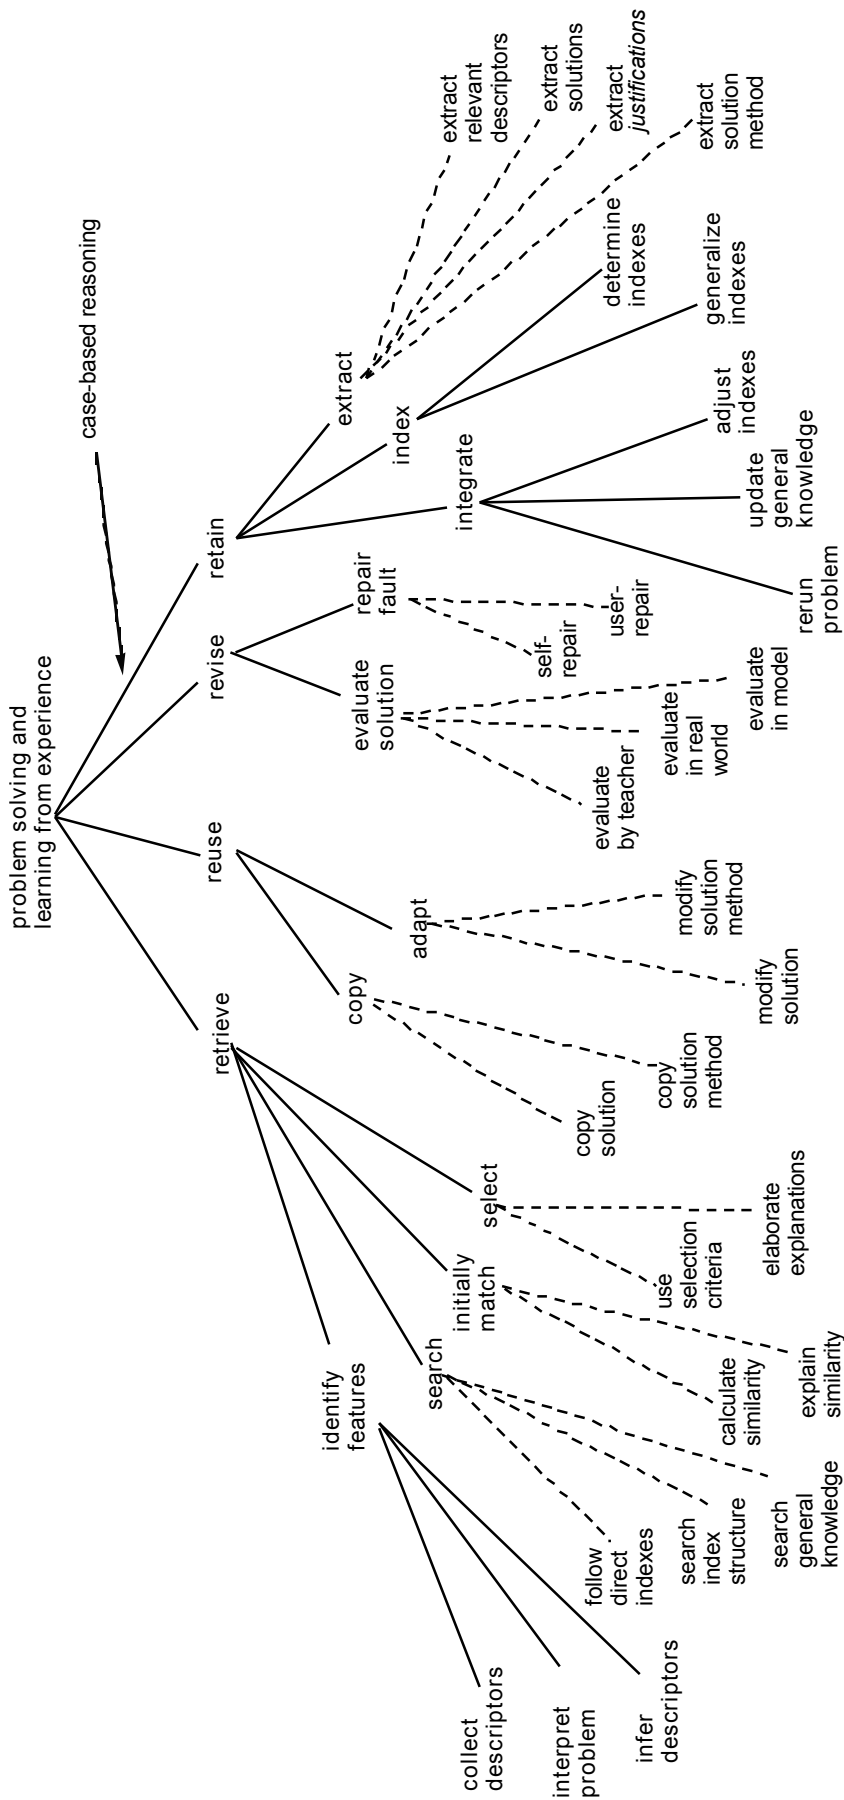 problem solving and
learning from experience
case-based reasoning
retrieve
reuse
revise
retain
identify
features
search
initially
match
select
copy
adapt
evaluate
solution
repair
fault
integrate
index
extract
collect
descriptors
interpret
problem
infer
descriptors
follow
direct
indexes
search
index
structure
search
general
knowledge
calculate
similarity
explain
similarity
use
selection
criteria
elaborate
explanations
copy
solution
copy
solution
method
modify
solution
modify
solution
method
evaluate
by teacher
evaluate
in real
world
evaluate
in model
self-
repair
user-
repair
rerun
problem
update
general
knowledge
adjust
indexes
generalize
indexes
determine
indexes
extract
relevant
descriptors
extract
solutions
extract
justifications
extract
solution
method